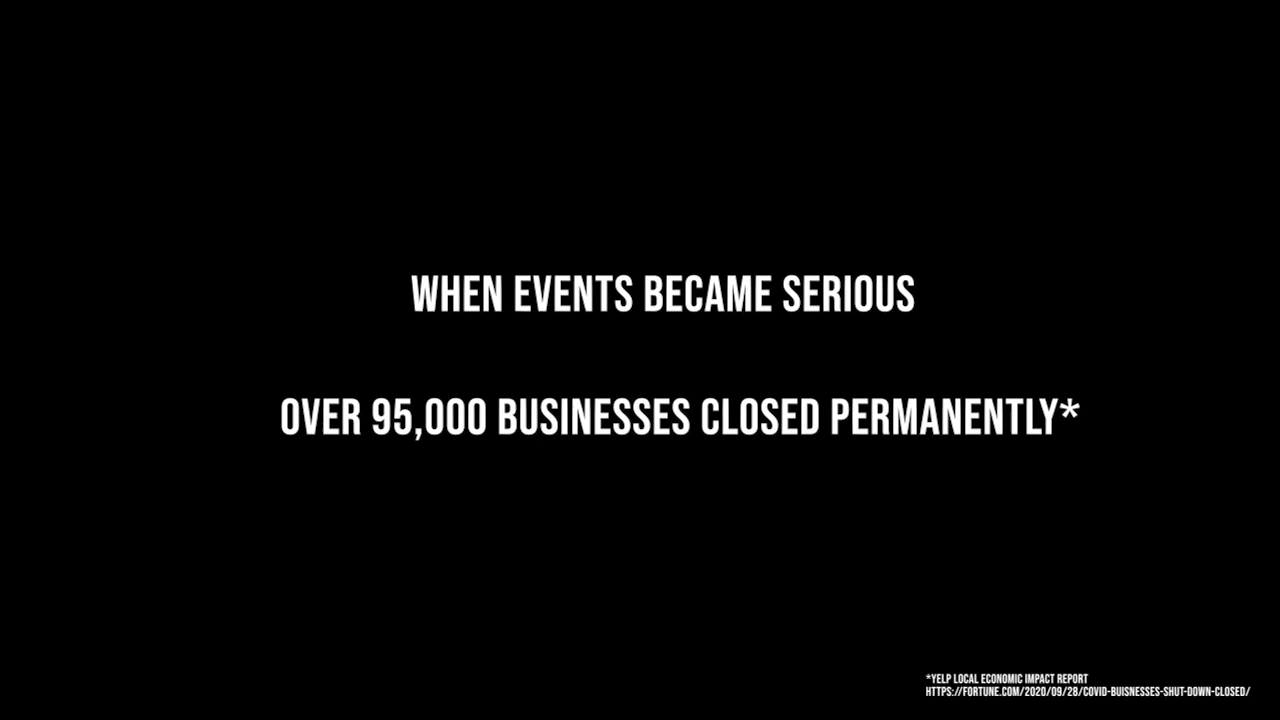 WHEN EVENTS BECAME SERIOUS
OVER 95,000 BUSINESSES CLOSED PERMANENTLY*
*YELP LOCAL ECONOMIC IMPACT REPORT
HTTPS://FORTUNE.COM/2020/09/28/COVID-BUISNESSES-SHUT-DOWN-CLOSED/